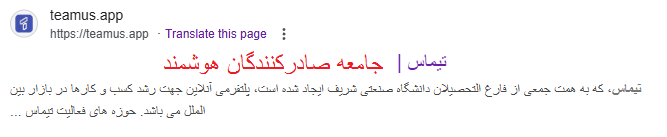 teamus.app
https://teamus.app · Translate this page
تیماس | جامعه صادرکنندگان هوشمند
تیماس، که به همت جمعی از فارغ التحصیلان دانشگاه صنعتی شریف ایجاد شده است، پلتفرمی آنلاین جهت رشد کسب و کارها در بازار بین
الملل می باشد. حوزه های فعالیت تیماس ...